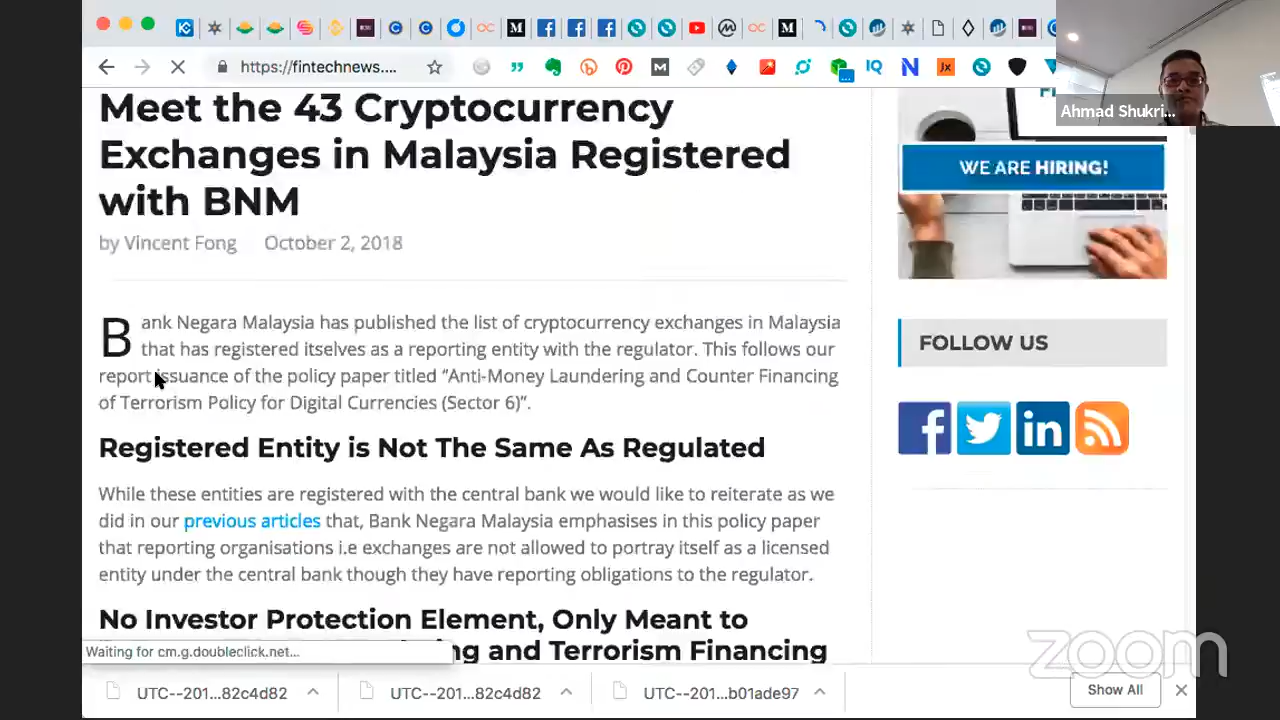 https://fintechnews....
Ahmad Shukri...
Meet the 43 Cryptocurrency
Exchanges in Malaysia Registered
with BNM
by Vincent Fong October 2, 2018
WE ARE HIRING!
Bank Negara Malaysia has published the list of cryptocurrency exchanges in Malaysia
that has registered itselves as a reporting entity with the regulator. This follows our
report issuance of the policy paper titled “Anti-Money Laundering and Counter Financing
of Terrorism Policy for Digital Currencies (Sector 6)”.
FOLLOW US
Registered Entity is Not The Same As Regulated
While these entities are registered with the central bank we would like to reiterate as we
did in our previous articles that, Bank Negara Malaysia emphasises in this policy paper
that reporting organisations i.e exchanges are not allowed to portray itself as a licensed
entity under the central bank though they have reporting obligations to the regulator.
No Investor Protection Element, Only Meant to
and Terrorism Financing
Waiting for cm.g.doubleclick.net...
zoom
UTC--201...82c4d82
UTC--201...82c4d82
UTC--201...b01ade97
Show All